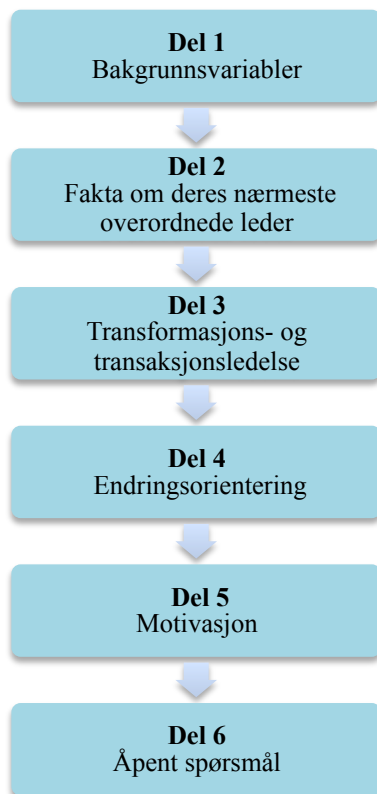 Del 1
Bakgrunnsvariabler
Del 2
Fakta om deres nærmeste
overordnede leder
Del 3
Transformasjons- og
transaksjonsledelse
Del 4
Endringsorientering
Del 5
Motivasjon
Del 6
Åpent spørsmål